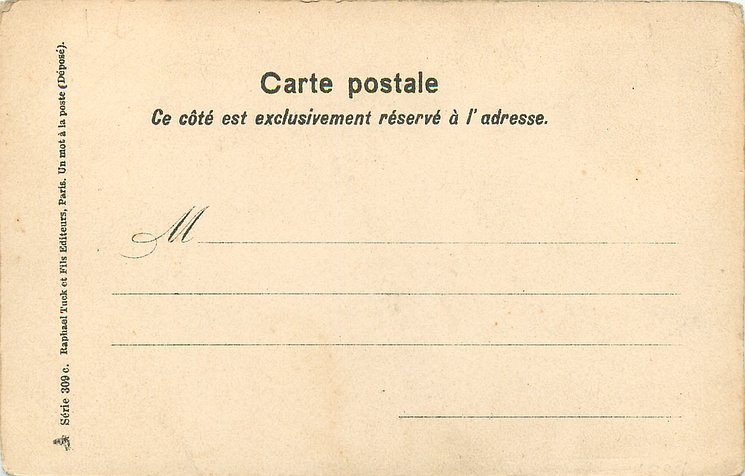 Carte postale
Ce côté est exclusivement réservé à l'adresse.
M
Série 309 c. Raphael Tuck et Fils Editeurs, Paris. Un mot à la poste (Déposé).